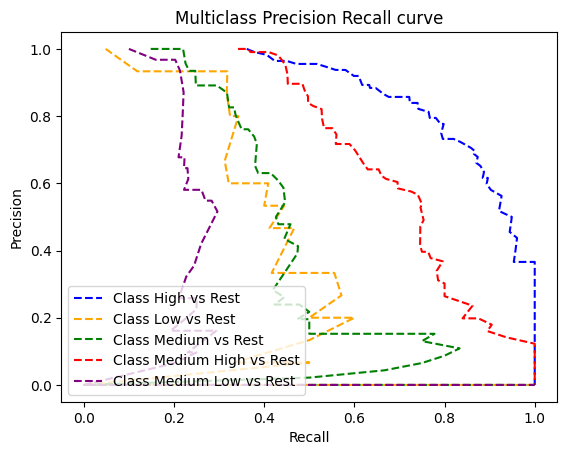 Multiclass Precision Recall curve
Precision
1.0
0.8
0.6
0.4
0.2
0.0
Class High vs Rest
Class Low vs Rest
Class Medium vs Rest
Class Medium High vs Rest
Class Medium Low vs Rest
0.0 0.2 0.4 0.6 0.8 1.0
Recall